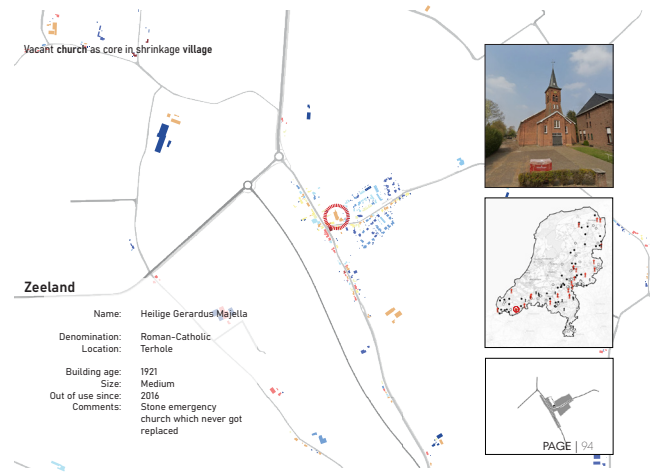 Vacant church as core in shrinkage village
Zeeland
Name: Heilige Gerardus Majella
Denomination: Roman-Catholic
Location: Terhole
Building age: 1921
Size: Medium
Out of use since: 2016
Comments: Stone emergency
church which never got
replaced
PAGE | 94